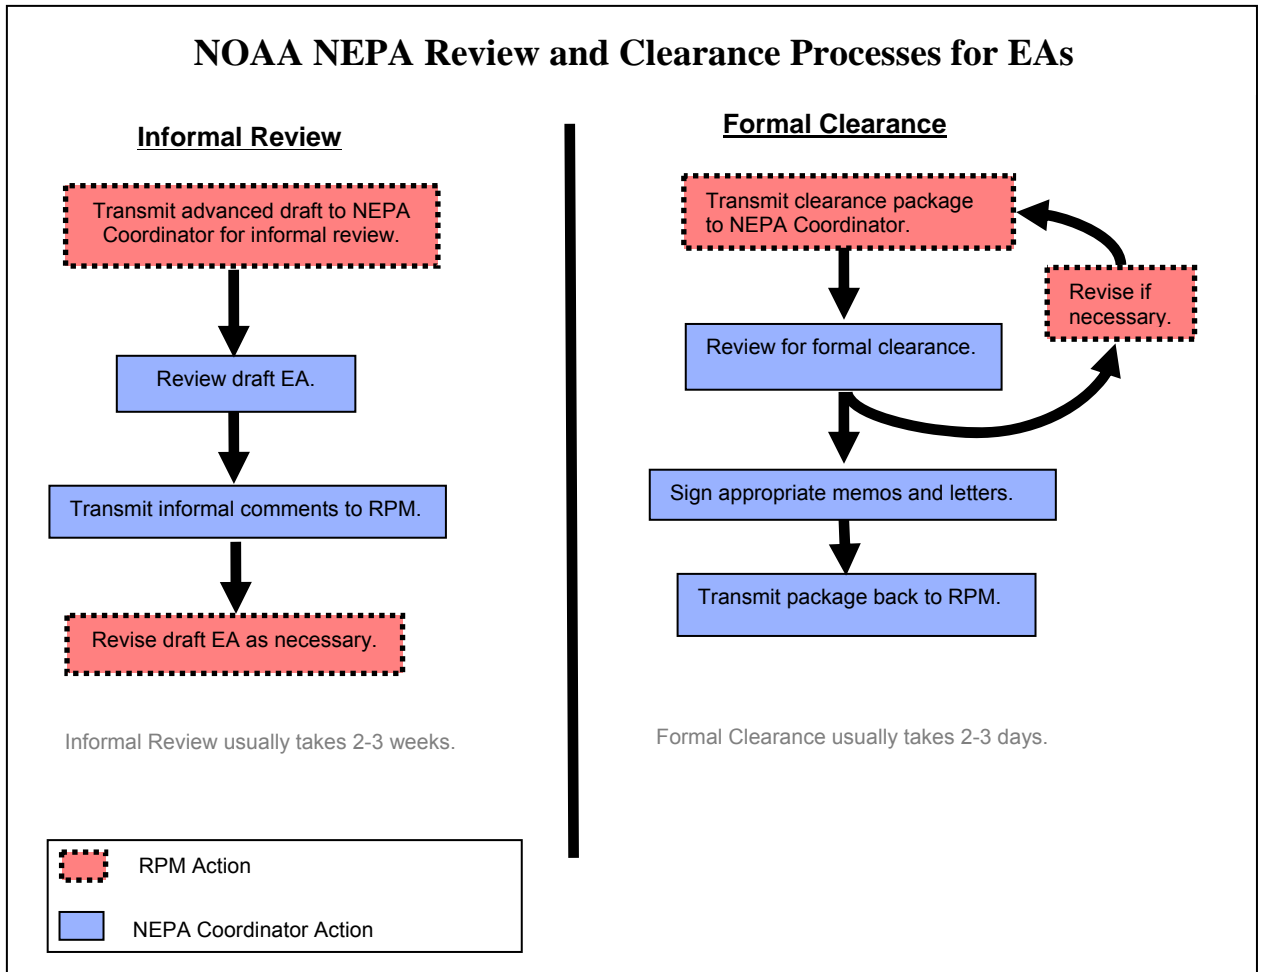 NOAA NEPA Review and Clearance Processes for EAs
Informal Review
Transmit advanced draft to NEPA
Coordinator for informal review.
Review draft EA.
Transmit informal comments to RPM.
Revise draft EA as necessary.
Informal Review usually takes 2-3 weeks.
Formal Clearance
Transmit clearance package
to NEPA Coordinator.
Revise if
necessary.
Review for formal clearance.
Sign appropriate memos and letters.
Transmit package back to RPM.
Formal Clearance usually takes 2-3 days.
RPM Action
NEPA Coordinator Action